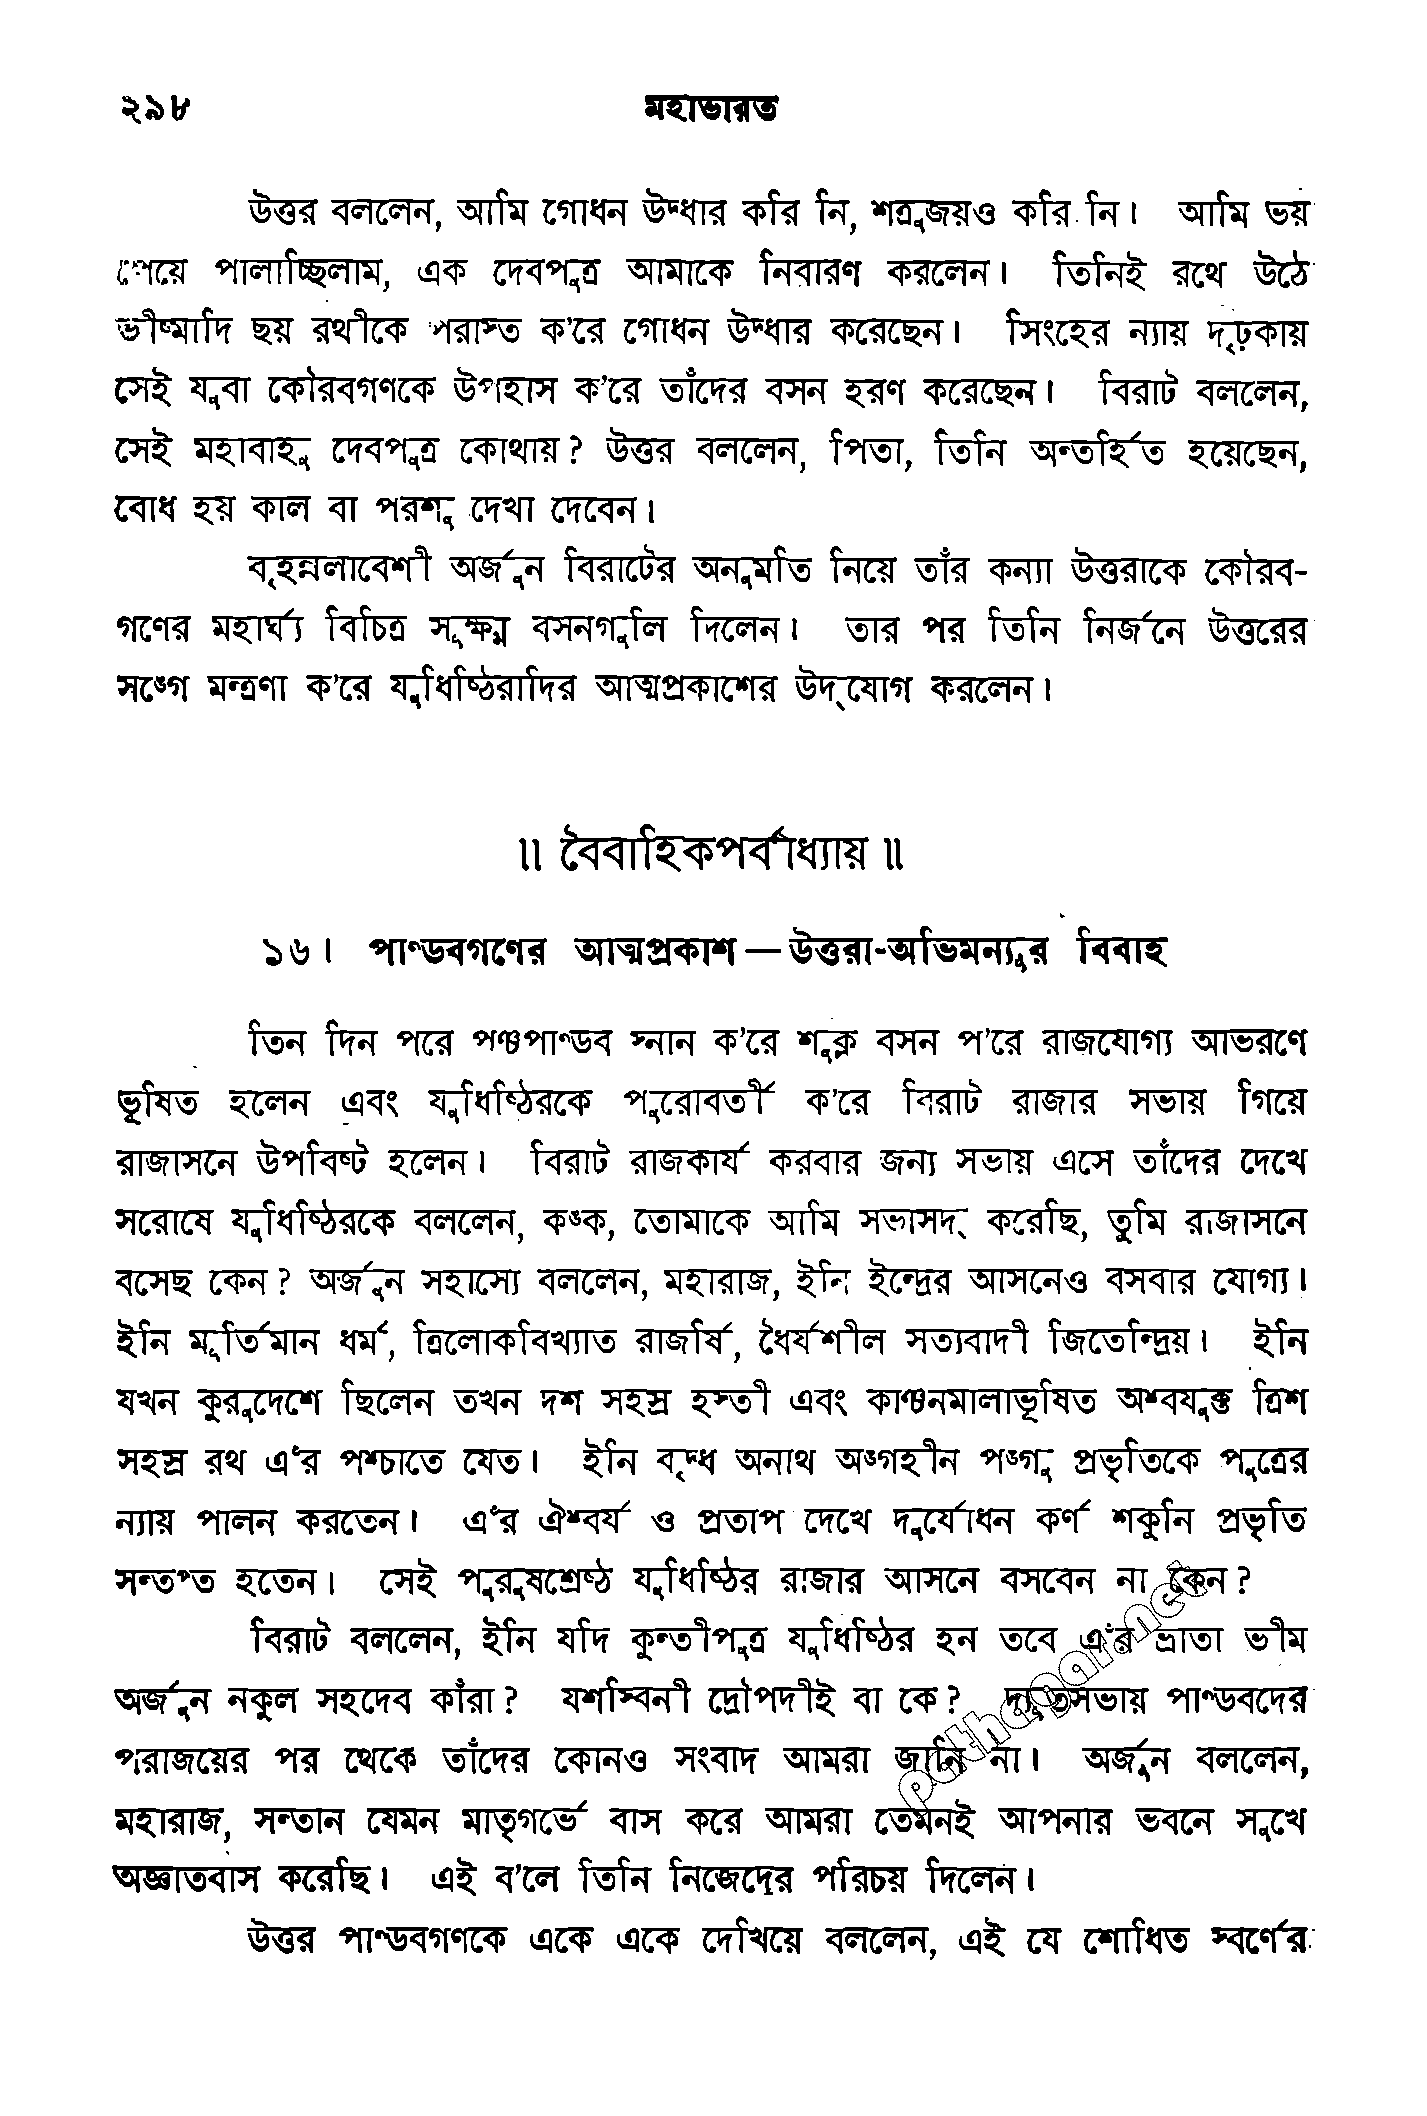 ২৯৮ মহাভারত
উত্তর বললেন, আমি গোধন উদ্ধার করি নি, শত্রুজয়ও করি নি। আমি ভয়
পেয়ে পালাচ্ছিলাম, এক দেবপুত্র আমাকে নিবারণ করলেন। তিনিই রথে উঠে
ভীষ্মাদি ছয় রথীকে পরাস্ত ক'রে গোধন উদ্ধার করেছেন। সিংহের ন্যায় দৃঢ়কায়
সেই যুবা কৌরবগণকে উপহাস ক'রে তাঁদের বসন হরণ করেছেন। বিরাট বললেন,
সেই মহাবাহু দেবপুত্র কোথায়? উত্তর বললেন, পিতা, তিনি অন্তর্হিত হয়েছেন,
বোধ হয় কাল বা পরশু দেখা দেবেন।
বৃহন্নলাবেশী অর্জুন বিরাটের অনুমতি নিয়ে তাঁর কন্যা উত্তরাকে কৌরব-
গণের মহার্ঘ্য বিচিত্র সূক্ষ্ম বসনগুলি দিলেন। তার পর তিনি নির্জনে উত্তরের
সঙ্গে মন্ত্রণা ক'রে যুধিষ্ঠিরাদির আত্মপ্রকাশের উদ্‌যোগ করলেন।
॥ বৈবাহিকপর্বাধ্যায় ॥
১৬। পাণ্ডবগণের আত্মপ্রকাশ — উত্তরা-অভিমন্যুর বিবাহ
তিন দিন পরে পঞ্চপাণ্ডব স্নান ক'রে শুক্ল বসন প'রে রাজযোগ্য আভরণে
ভূষিত হলেন এবং যুধিষ্ঠিরকে পুরোবর্তী ক'রে বিরাট রাজার সভায় গিয়ে
রাজাসনে উপবিষ্ট হলেন। বিরাট রাজকার্য করবার জন্য সভায় এসে তাঁদের দেখে
সরোষে যুধিষ্ঠিরকে বললেন, কঙ্ক, তোমাকে আমি সভাসদ্ করেছি, তুমি রাজাসনে
বসেছ কেন? অর্জুন সহাস্যে বললেন, মহারাজ, ইনি ইন্দ্রের আসনেও বসবার যোগ্য।
ইনি মূর্তিমান ধর্ম, ত্রিলোকবিখ্যাত রাজর্ষি, ধৈর্যশীল সত্যবাদী জিতেন্দ্রিয়। ইনি
যখন কুরুদেশে ছিলেন তখন দশ সহস্র হস্তী এবং কাঞ্চনমালাভূষিত অশ্বযুক্ত ত্রিশ
সহস্র রথ এঁর পশ্চাতে যেত। ইনি বৃদ্ধ অনাথ অঙ্গহীন পঙ্গু প্রভৃতিকে পুত্রের
ন্যায় পালন করতেন। এঁর ঐশ্বর্য ও প্রতাপ দেখে দুর্যোধন কর্ণ শকুনি প্রভৃতি
সন্তপ্ত হতেন। সেই পুরুষশ্রেষ্ঠ যুধিষ্ঠির রাজার আসনে বসবেন না কেন?
বিরাট বললেন, ইনি যদি কুন্তীপুত্র যুধিষ্ঠির হন তবে এঁর ভ্রাতা ভীম
অর্জুন নকুল সহদেব কাঁরা? যশস্বিনী দ্রৌপদীই বা কে? দ্যূতসভায় পাণ্ডবদের
পরাজয়ের পর থেকে তাঁদের কোনও সংবাদ আমরা জানি না। অর্জুন বললেন,
মহারাজ, সন্তান যেমন মাতৃগর্ভে বাস করে আমরা তেমনই আপনার ভবনে সুখে
অজ্ঞাতবাস করেছি। এই ব'লে তিনি নিজেদের পরিচয় দিলেন।
উত্তর পাণ্ডবগণকে একে একে দেখিয়ে বললেন, এই যে শোধিত স্বর্ণের
pathagar.net